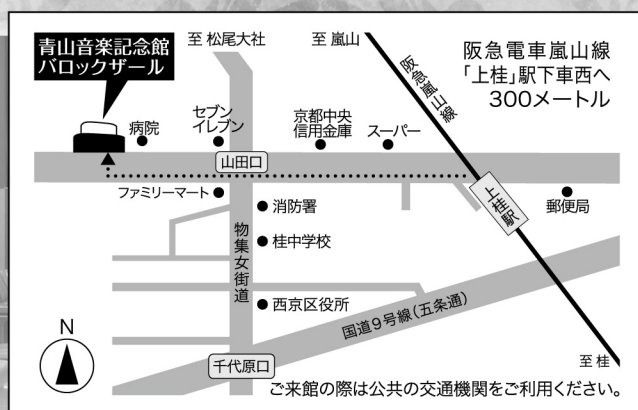 青山音楽記念館
バロックザール
至 松尾大社
至 嵐山
阪急嵐山線
阪急電車嵐山線
「上桂」駅下車西へ
300メートル
病院
セブン
イレブン
京都中央
信用金庫
スーパー
山田口
ファミリーマート
消防署
上桂駅
郵便局
物集女街道
桂中学校
西京区役所
国道9号線(五条通)
N
千代原口
至 桂
ご来館の際は公共の交通機関をご利用ください。